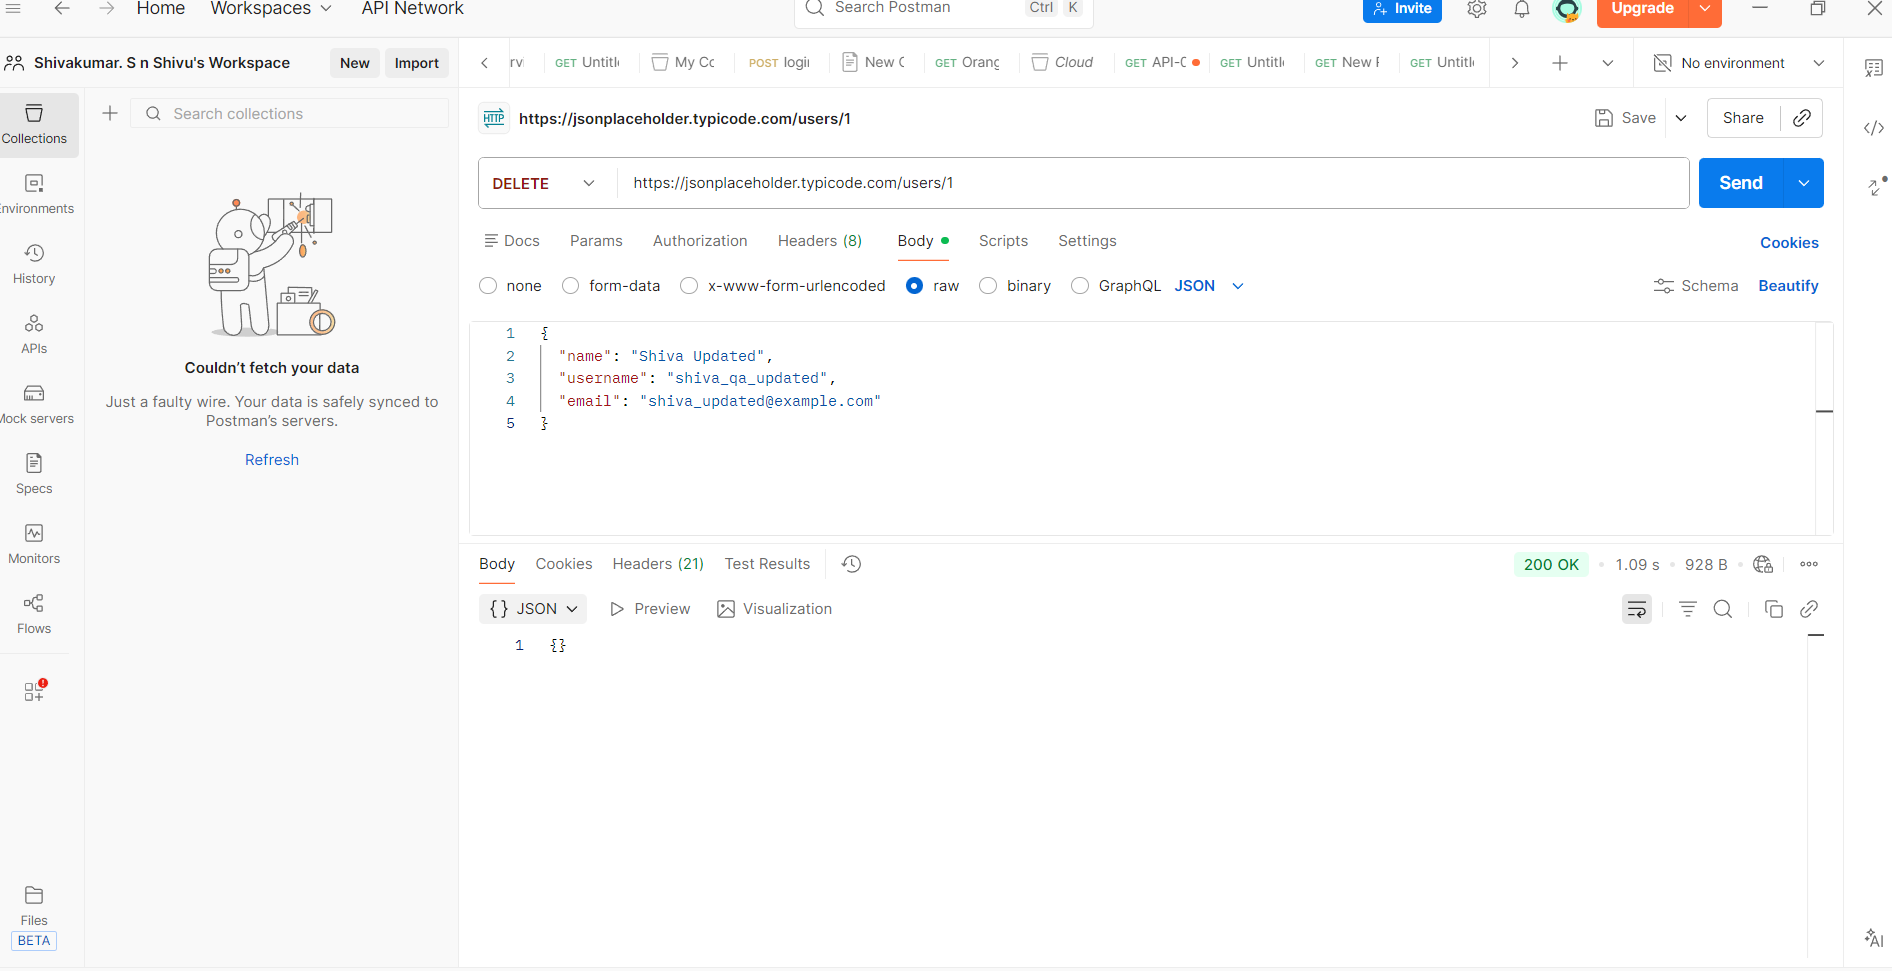 Home Workspaces API Network Search Postman Ctrl K Invite Upgrade
Shivakumar. S n Shivu's Workspace New Import
GET Untitl My Cc POST logi New C GET Orang Cloud GET API-C GET Untitl GET New F GET Untitl No environment
Collections
Search collections
Environments
History
APIs
Mock servers
Specs
Monitors
Flows
Files
BETA
Couldn't fetch your data
Just a faulty wire. Your data is safely synced to
Postman's servers.
Refresh
HTTP https://jsonplaceholder.typicode.com/users/1 Save Share
DELETE https://jsonplaceholder.typicode.com/users/1 Send
Docs Params Authorization Headers (8) Body Scripts Settings Cookies
none form-data x-www-form-urlencoded raw binary GraphQL JSON Schema Beautify
1 {
2 "name": "Shiva Updated",
3 "username": "shiva_qa_updated",
4 "email": "shiva_updated@example.com"
5 }
Body Cookies Headers (21) Test Results 200 OK • 1.09 s • 928 B
{} JSON Preview Visualization
1 {}
AI